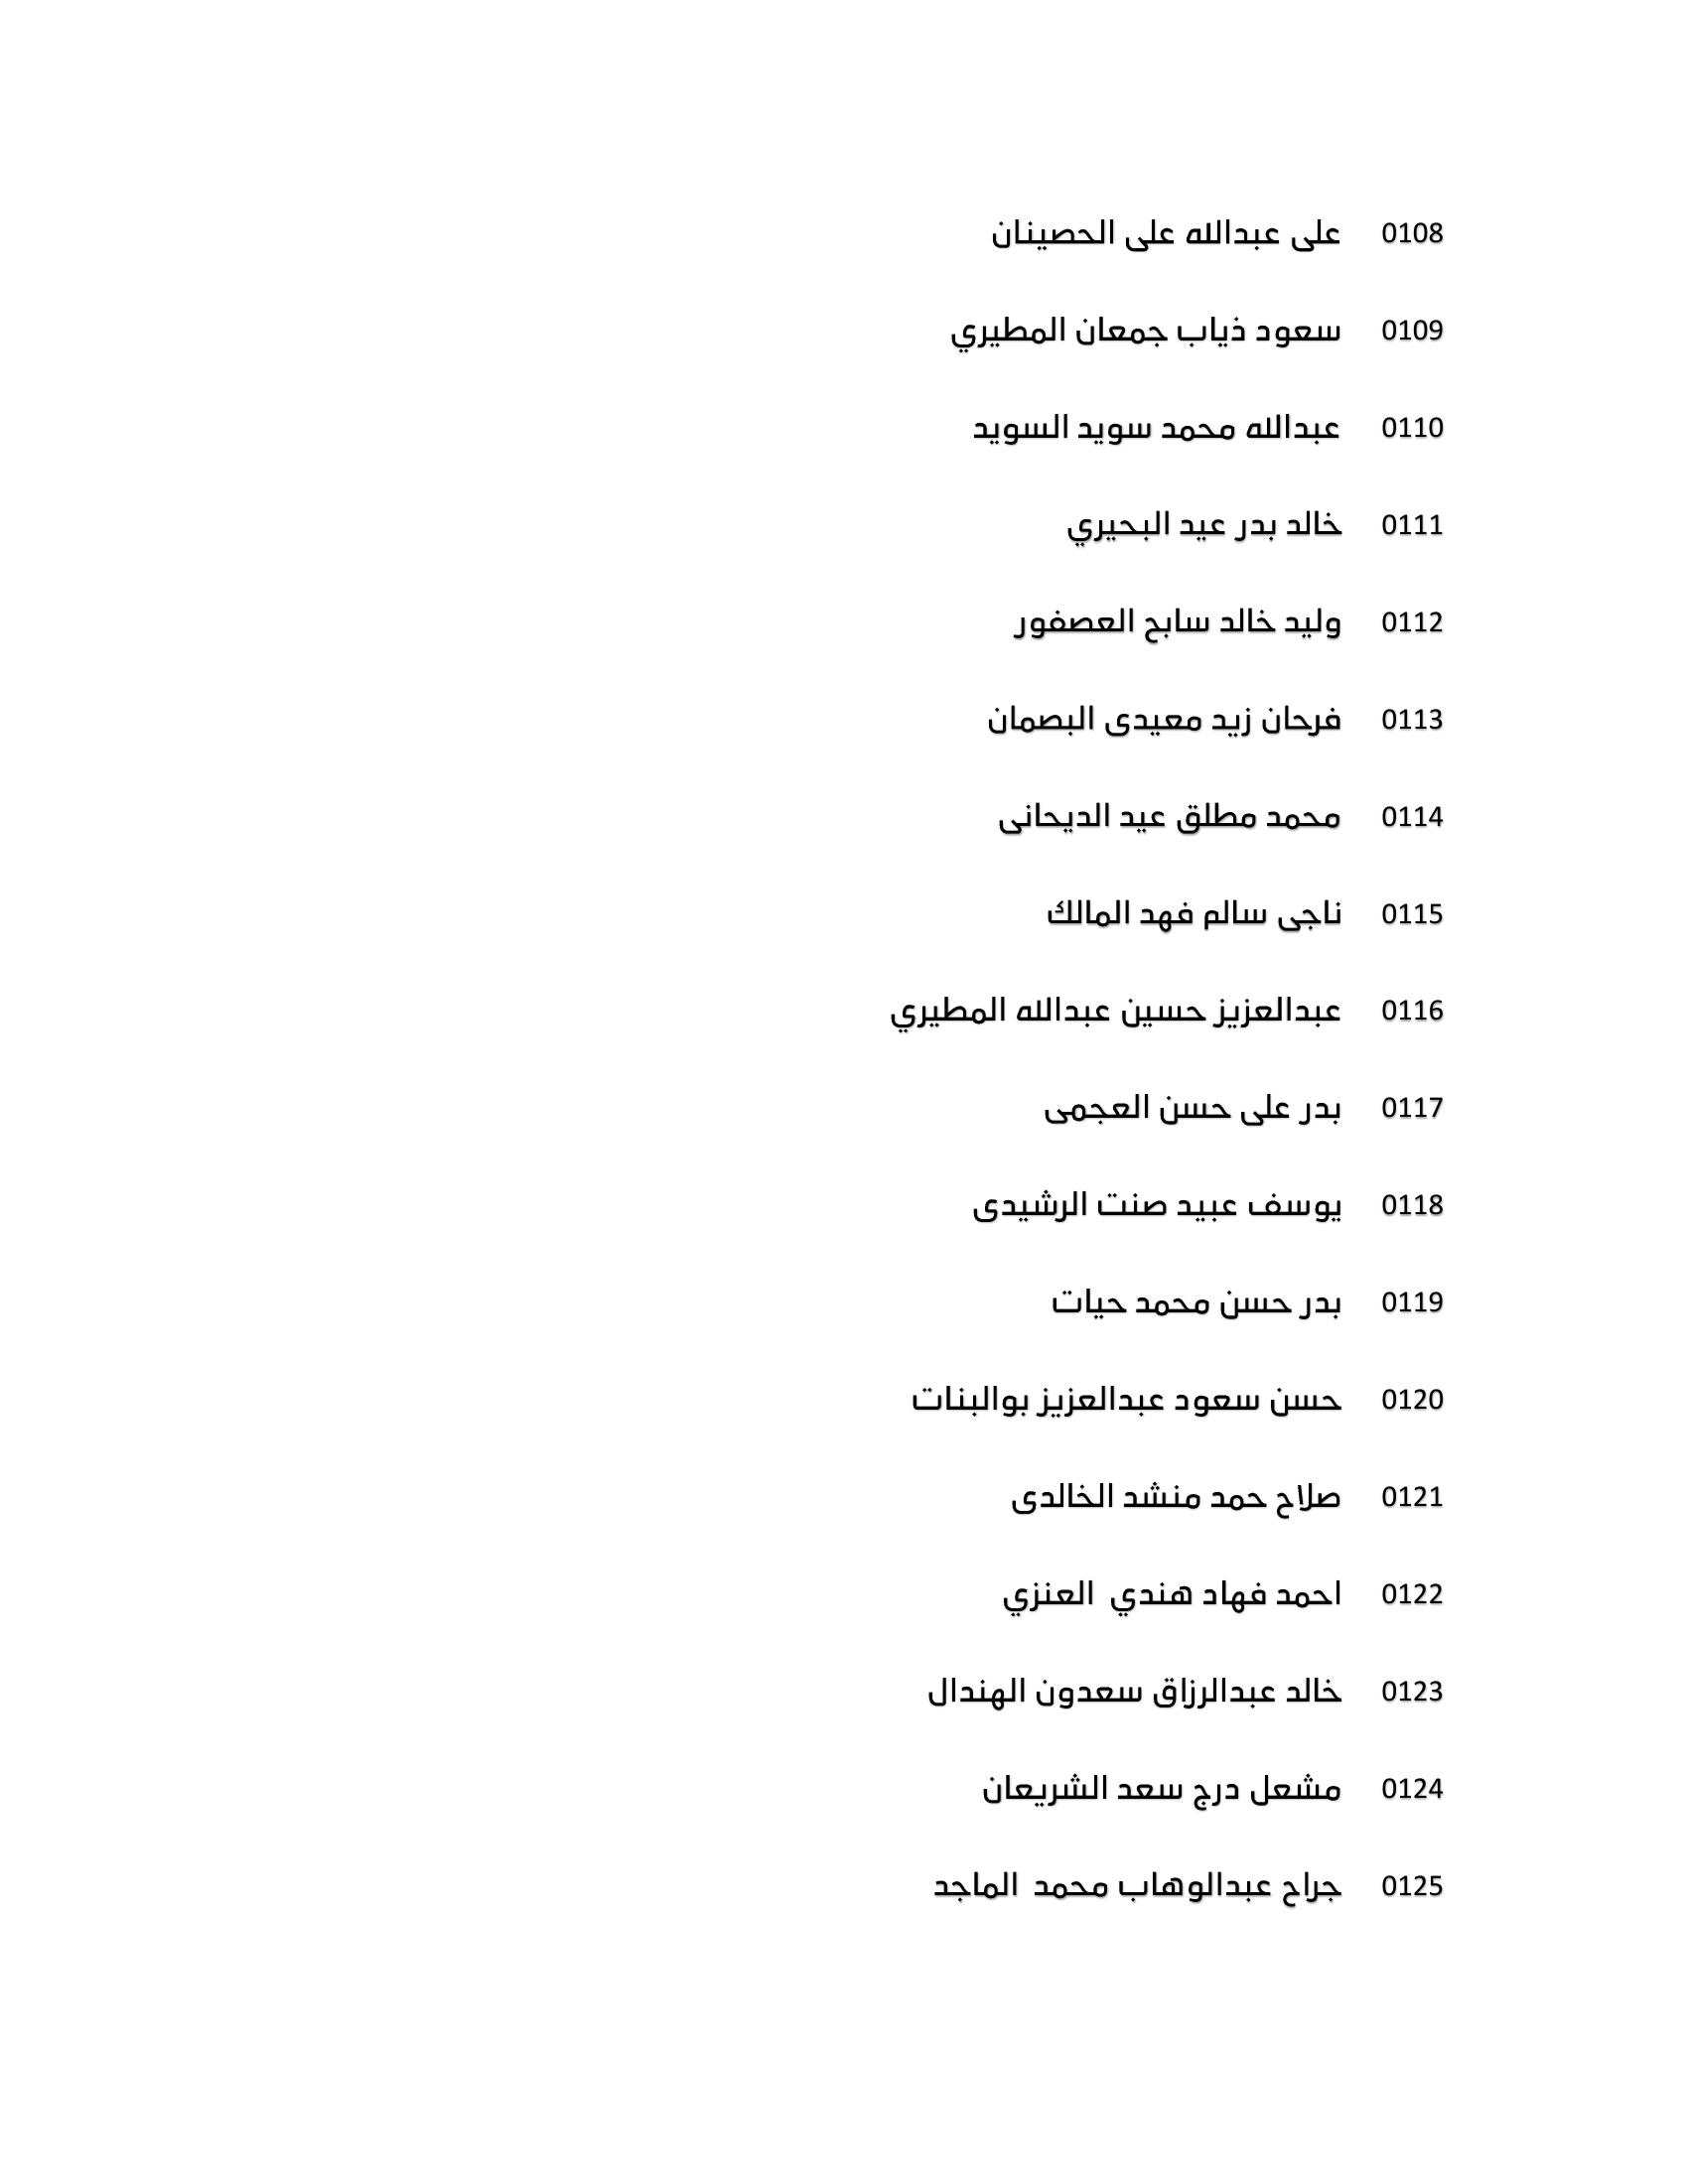 0108 على عبدالله على الحصينان
0109 سعود ذياب جمعان المطيري
0110 عبدالله محمد سويد السويد
0111 خالد بدر عيد البحيري
0112 وليد خالد سابح العصفور
0113 فرحان زيد معيدى البصمان
0114 محمد مطلق عيد الديحانى
0115 ناجى سالم فهد المالك
0116 عبدالعزيز حسين عبدالله المطيري
0117 بدر على حسن العجمى
0118 يوسف عبيد صنت الرشيدى
0119 بدر حسن محمد حيات
0120 حسن سعود عبدالعزيز بوالبنات
0121 صلاح حمد منشد الخالدى
0122 احمد فهاد هندي العنزي
0123 خالد عبدالرزاق سعدون الهندال
0124 مشعل درج سعد الشريعان
0125 جراح عبدالوهاب محمد الماجد